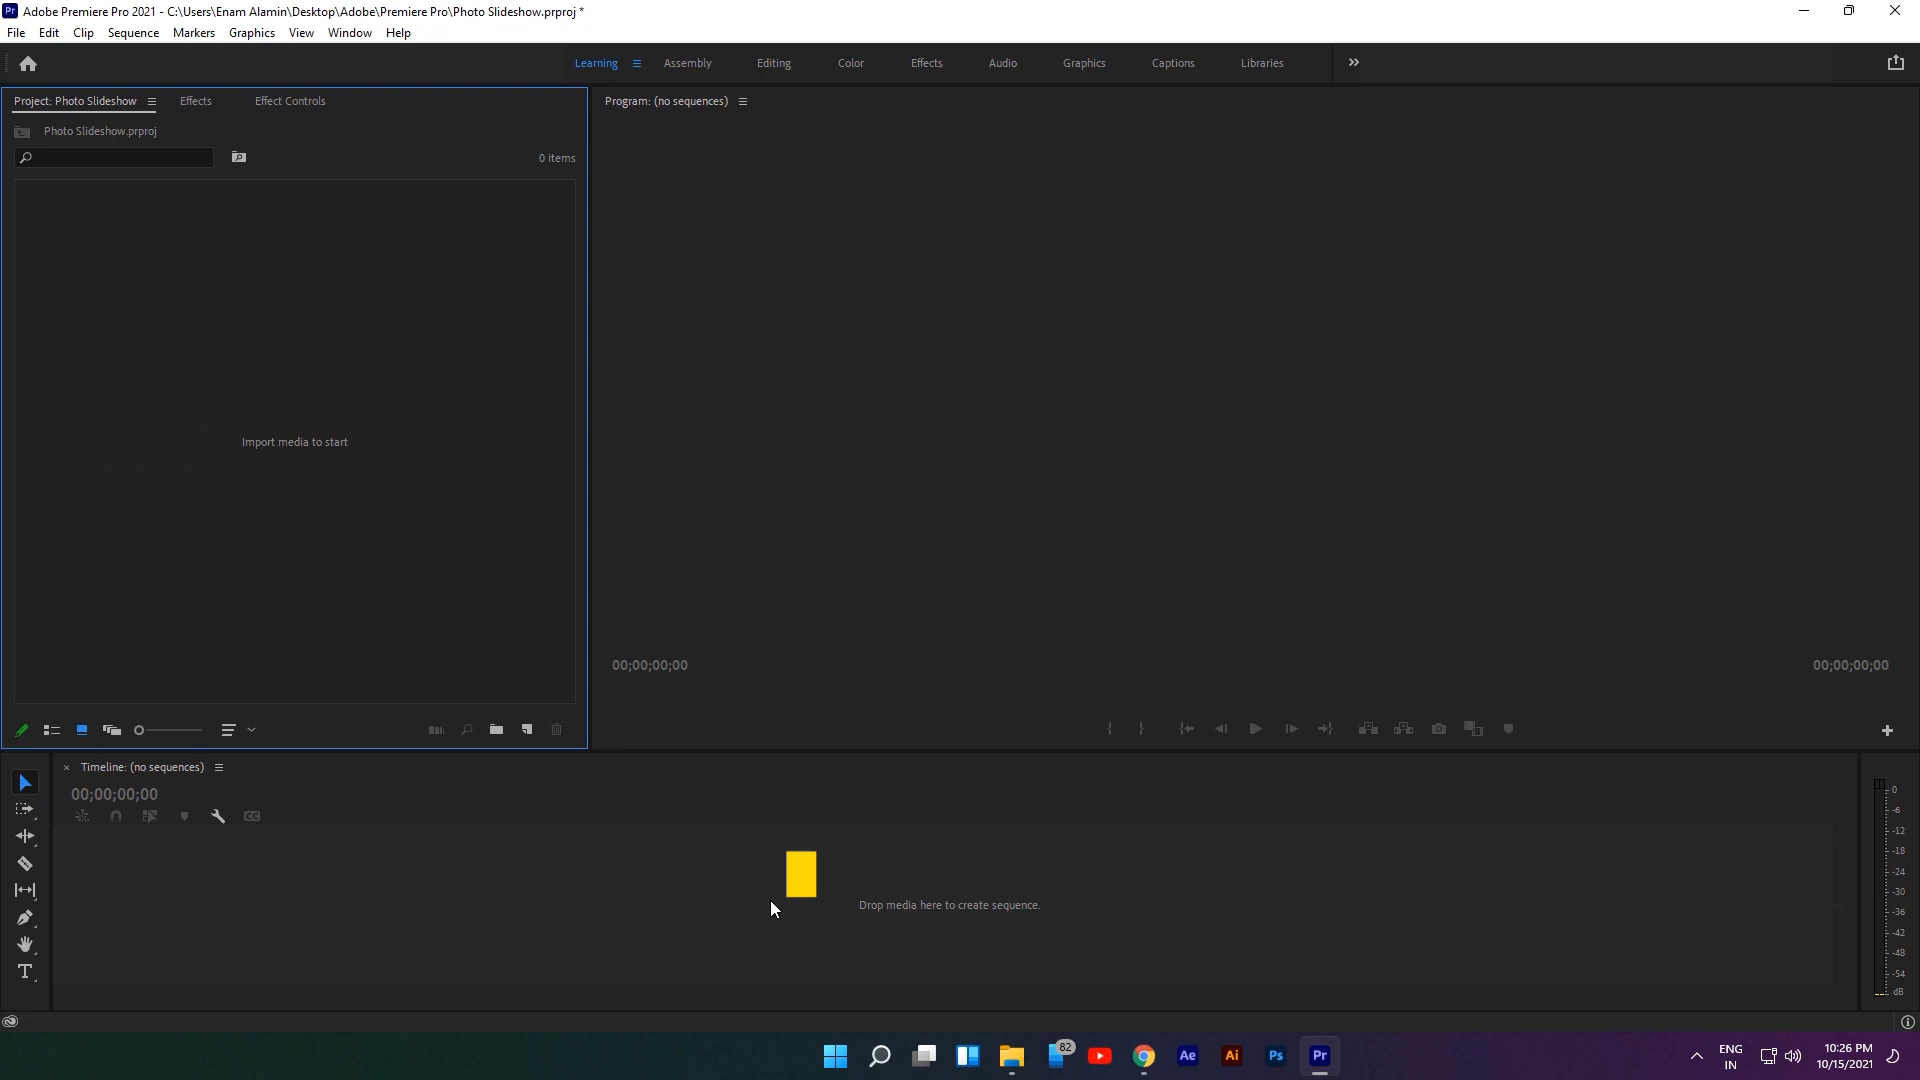 Pr Adobe Premiere Pro 2021 - C:\Users\Enam Alamin\Desktop\Adobe\Premiere Pro\Photo Slideshow.prproj *
File Edit Clip Sequence Markers Graphics View Window Help
Learning Assembly Editing Color Effects Audio Graphics Captions Libraries
Project: Photo Slideshow Effects Effect Controls
Program: (no sequences)
Photo Slideshow.prproj
0 items
Import media to start
00;00;00;00
00;00;00;00
Timeline: (no sequences)
00;00;00;00
CC
Drop media here to create sequence.
0
-6
-12
-18
-24
-30
-36
-42
-48
-54
dB
T
82
Ae Ai Ps Pr
ENG
IN
10:26 PM
10/15/2021